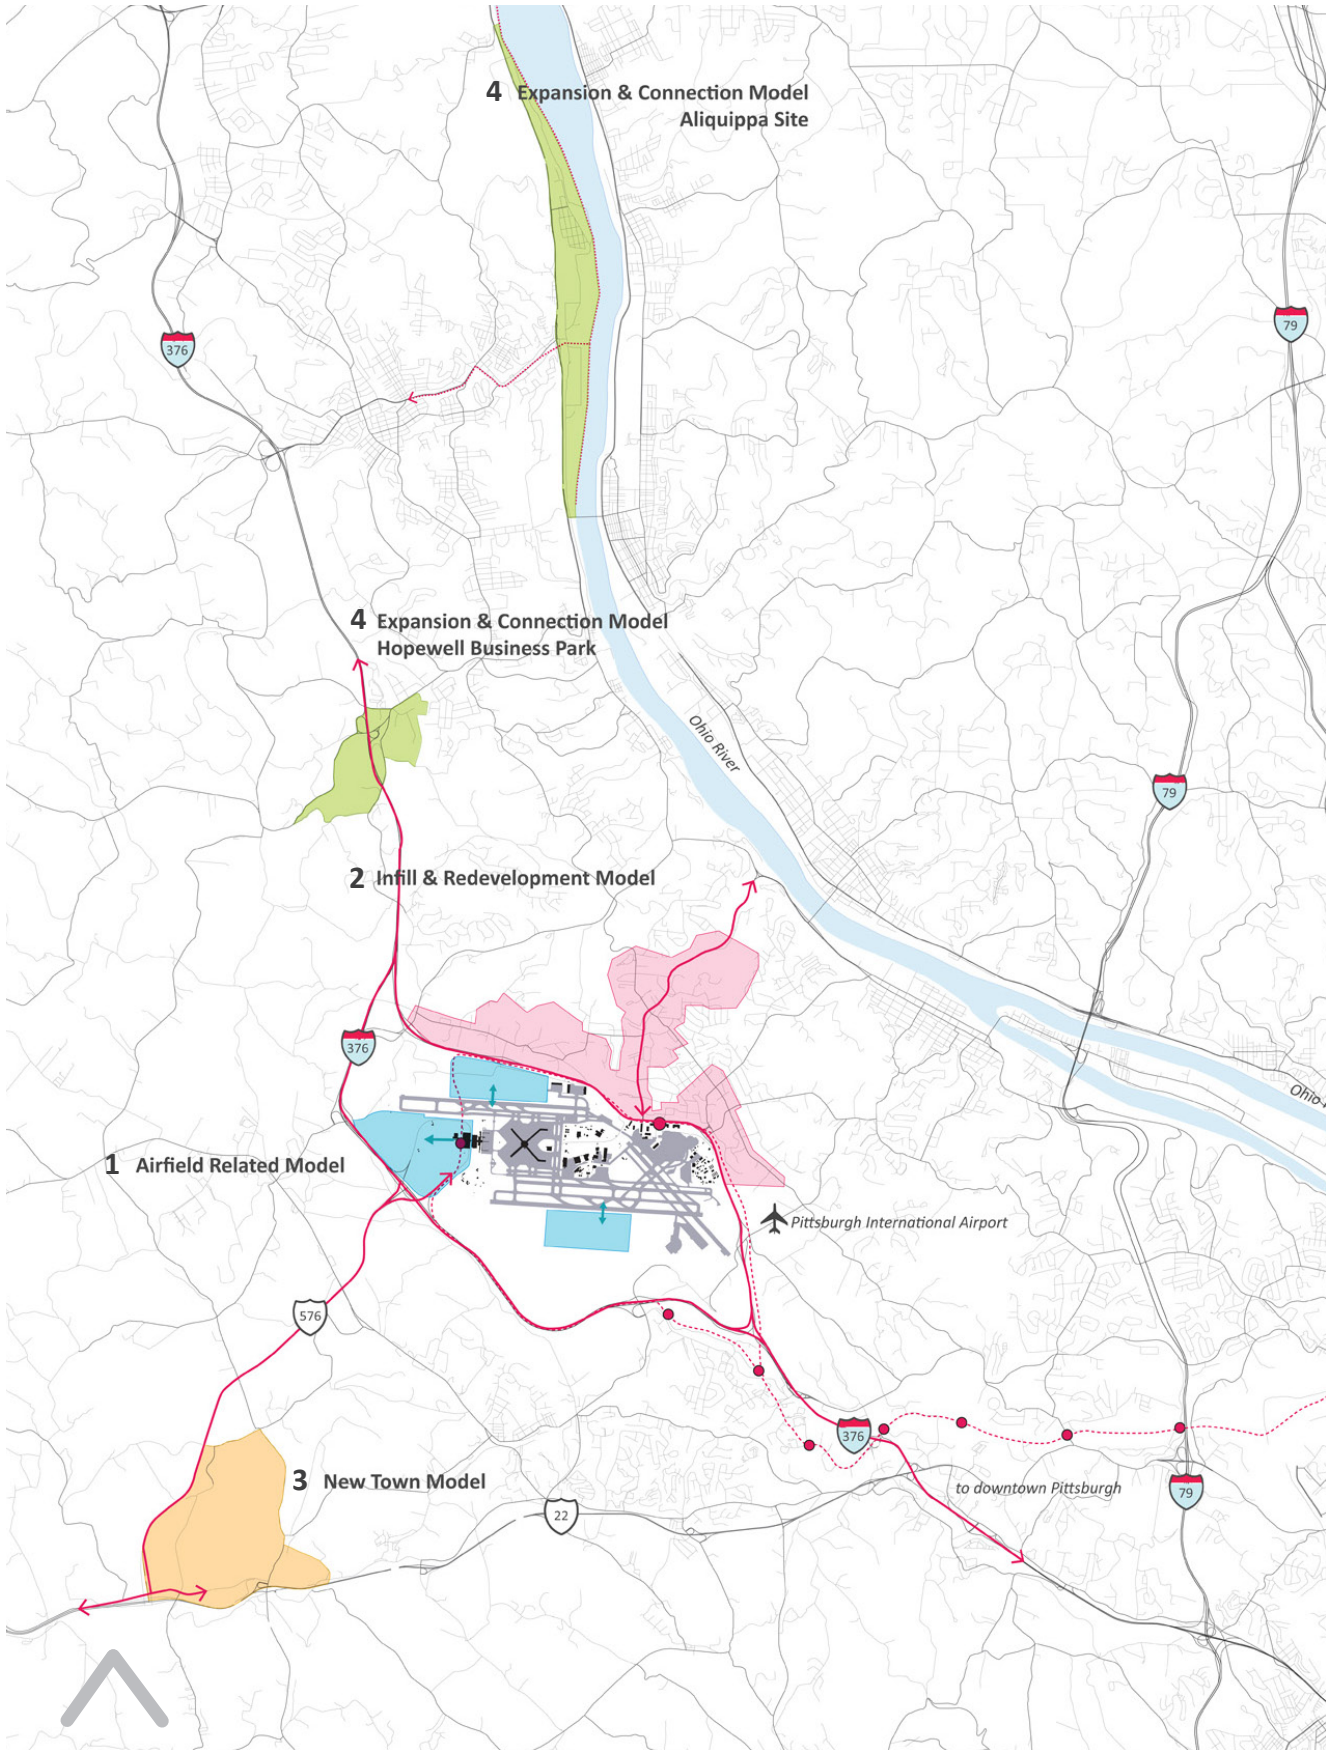 4 Expansion & Connection Model
Aliquippa Site
79
376
4 Expansion & Connection Model
Hopewell Business Park
Ohio River
79
2 Infill & Redevelopment Model
376
Ohio
1 Airfield Related Model
Pittsburgh International Airport
576
376
3 New Town Model
to downtown Pittsburgh
79
22